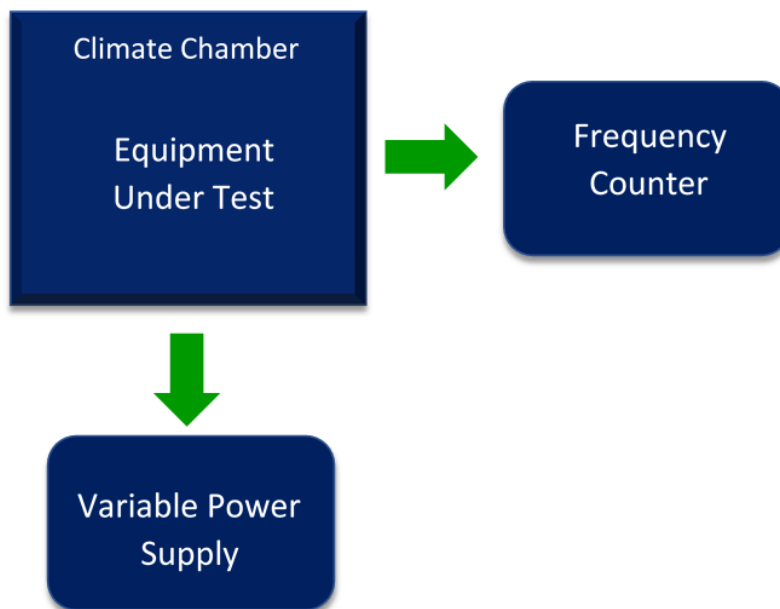 Climate Chamber
Equipment
Under Test
Frequency
Counter
Variable Power
Supply